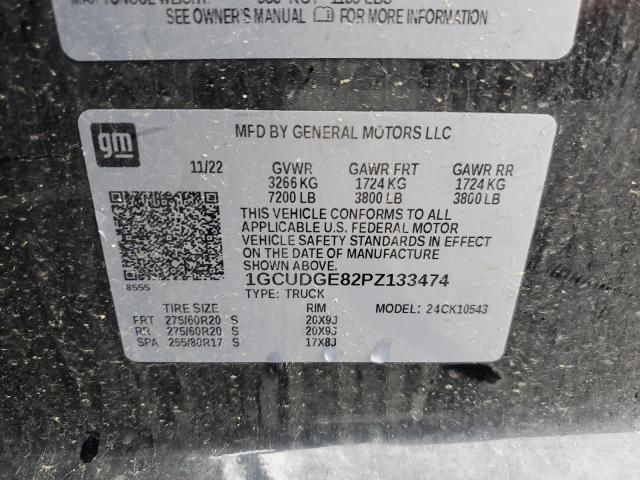 SEE OWNER'S MANUAL FOR MORE INFORMATION
gm
MFD BY GENERAL MOTORS LLC
11/22 GVWR GAWR FRT GAWR RR
3266 KG 1724 KG 1724 KG
7200 LB 3800 LB 3800 LB
THIS VEHICLE CONFORMS TO ALL
APPLICABLE U.S. FEDERAL MOTOR
VEHICLE SAFETY STANDARDS IN EFFECT
ON THE DATE OF MANUFACTURE
SHOWN ABOVE.
8555
1GCUDGE82PZ133474
TYPE: TRUCK MODEL: 24CK10543
TIRE SIZE RIM
FRT 275/60R20 S 20X9J
RR 275/60R20 S 20X9J
SPA 255/80R17 S 17X8J